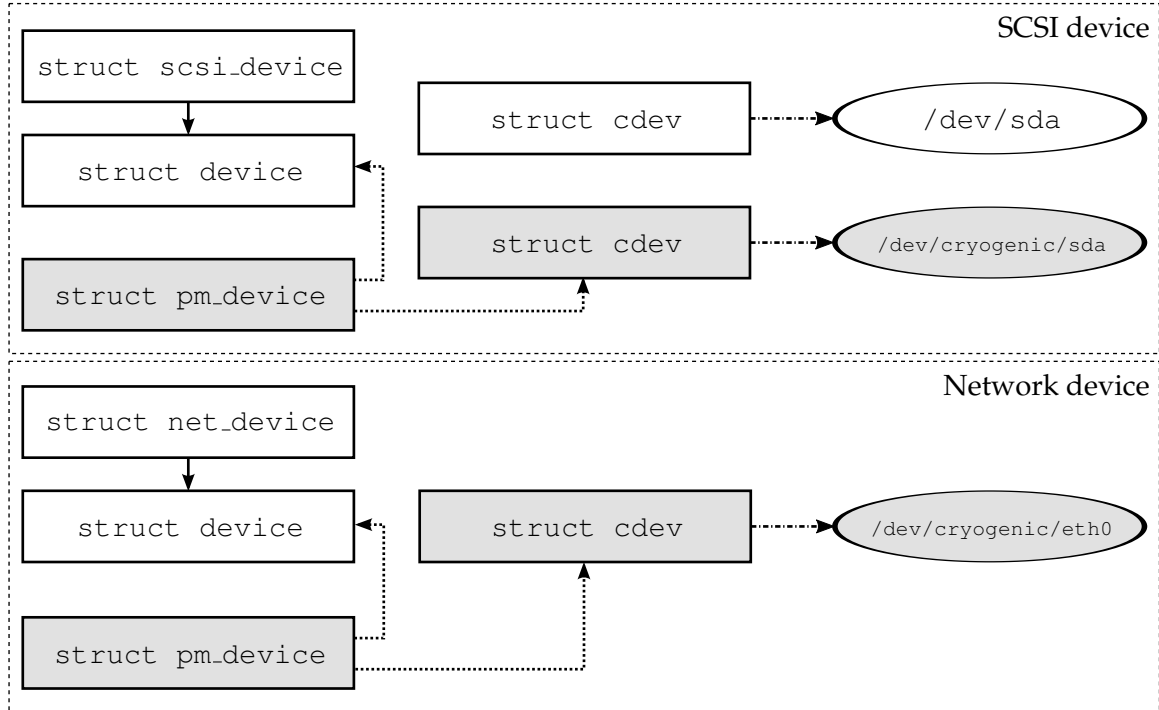 SCSI device
struct scsi_device
struct cdev
/dev/sda
struct device
struct cdev
/dev/cryogenic/sda
struct pm_device
Network device
struct net_device
struct device
struct cdev
/dev/cryogenic/eth0
struct pm_device